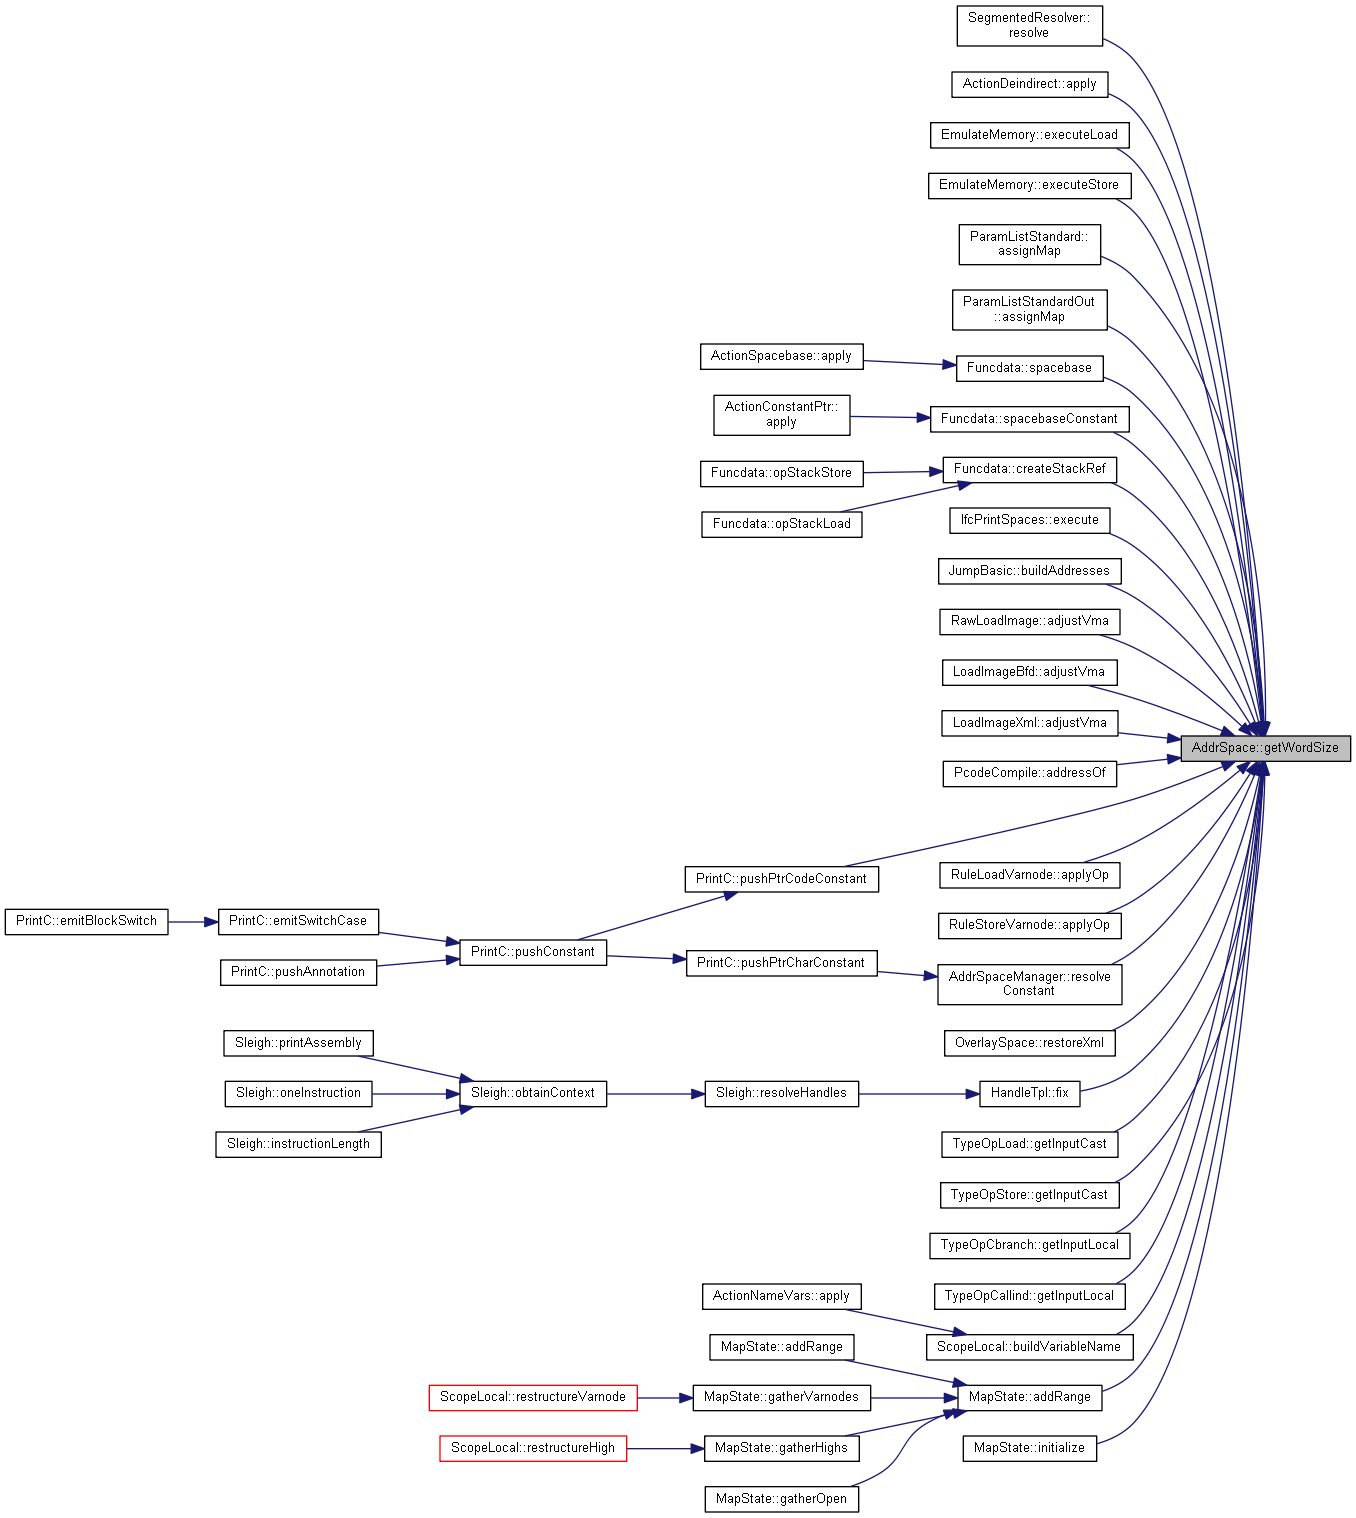 SegmentedResolver::
resolve
ActionDeindirect::apply
EmulateMemory::executeLoad
EmulateMemory::executeStore
ParamListStandard::
assignMap
ParamListStandardOut
::assignMap
ActionSpacebase::apply
Funcdata::spacebase
ActionConstantPtr::
apply
Funcdata::spacebaseConstant
Funcdata::opStackStore
Funcdata::createStackRef
Funcdata::opStackLoad
IfcPrintSpaces::execute
JumpBasic::buildAddresses
RawLoadImage::adjustVma
LoadImageBfd::adjustVma
LoadImageXml::adjustVma
AddrSpace::getWordSize
PcodeCompile::addressOf
PrintC::pushPtrCodeConstant
RuleLoadVarnode::applyOp
PrintC::emitBlockSwitch
PrintC::emitSwitchCase
RuleStoreVarnode::applyOp
PrintC::pushConstant
PrintC::pushAnnotation
PrintC::pushPtrCharConstant
AddrSpaceManager::resolve
Constant
Sleigh::printAssembly
OverlaySpace::restoreXml
Sleigh::oneInstruction
Sleigh::obtainContext
Sleigh::resolveHandles
HandleTpl::fix
Sleigh::instructionLength
TypeOpLoad::getInputCast
TypeOpStore::getInputCast
TypeOpCbranch::getInputLocal
ActionNameVars::apply
TypeOpCallind::getInputLocal
MapState::addRange
ScopeLocal::buildVariableName
ScopeLocal::restructureVarnode
MapState::gatherVarnodes
MapState::addRange
ScopeLocal::restructureHigh
MapState::gatherHighs
MapState::initialize
MapState::gatherOpen